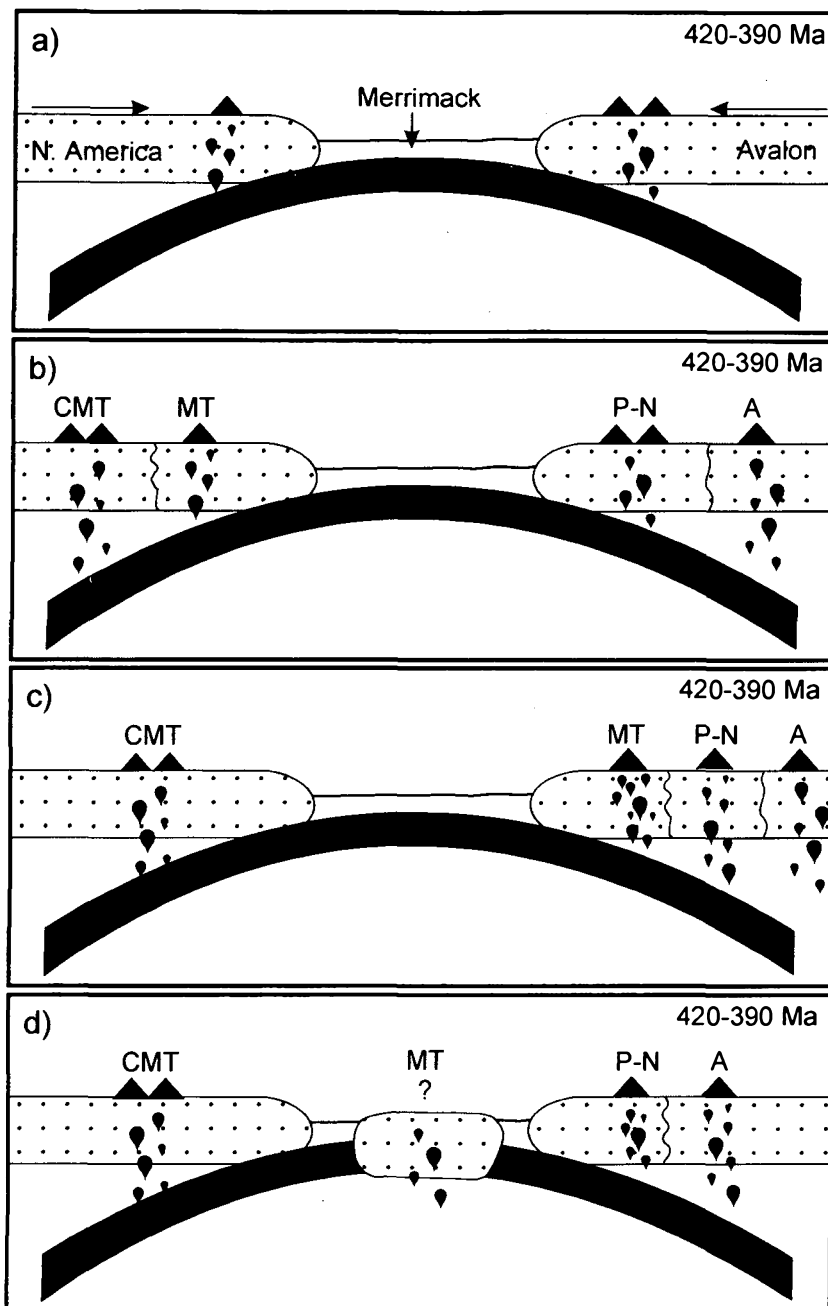 a)
420-390 Ma
Merrimack
N. America
Avalon
b)
420-390 Ma
CMT
MT
P-N
A
c)
420-390 Ma
CMT
MT
P-N
A
d)
420-390 Ma
CMT
MT
?
P-N
A